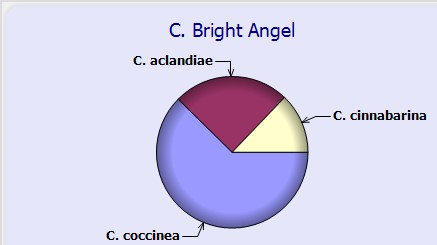 C. Bright Angel
C. aclandiae
C. cinnabarina
C. coccinea